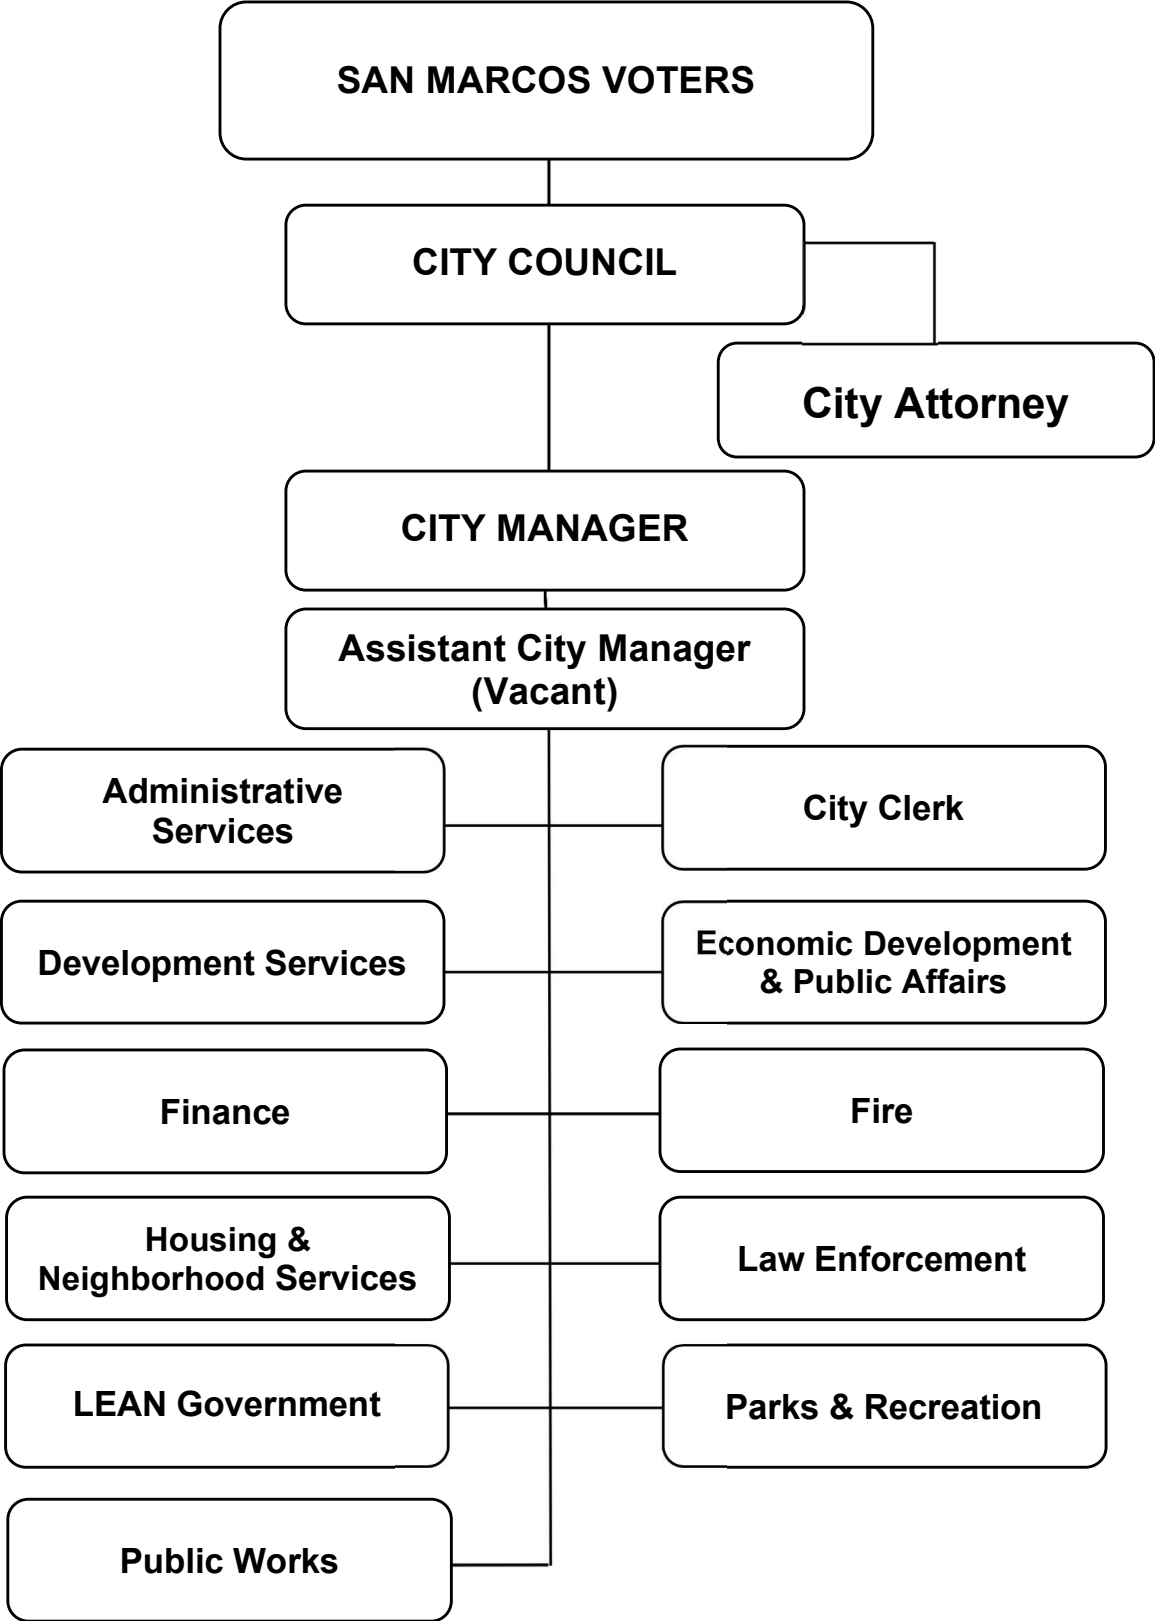 SAN MARCOS VOTERS
CITY COUNCIL
City Attorney
CITY MANAGER
Assistant City Manager
(Vacant)
Administrative
Services
City Clerk
Development Services
Economic Development
& Public Affairs
Finance
Fire
Housing &
Neighborhood Services
Law Enforcement
LEAN Government
Parks & Recreation
Public Works